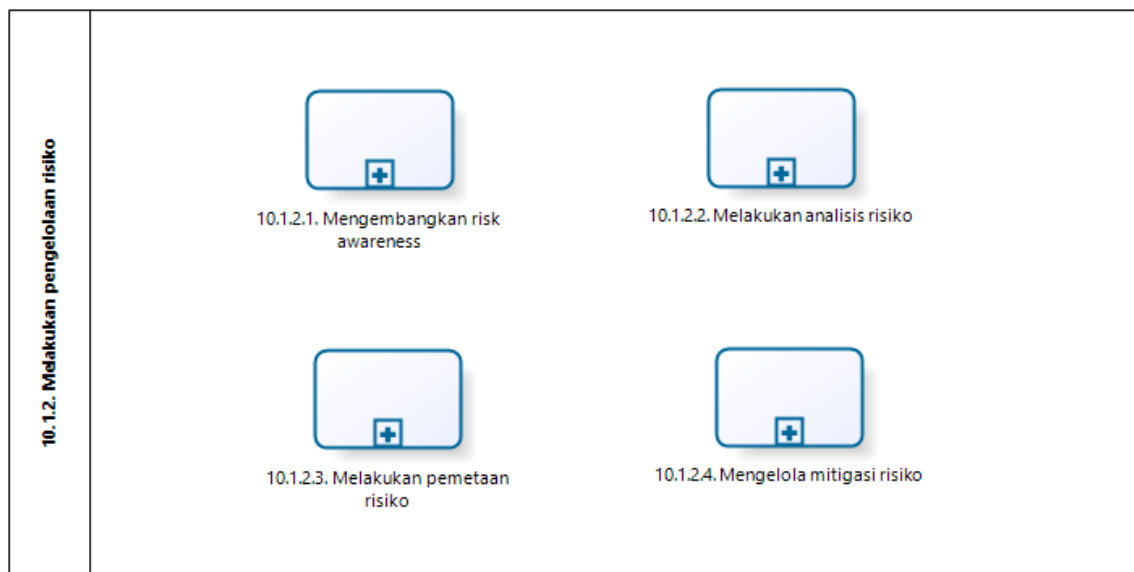 10.1.2. Melakukan pengelolaan risiko
10.1.2.1. Mengembangkan risk
awareness
10.1.2.2. Melakukan analisis risiko
10.1.2.3. Melakukan pemetaan
risiko
10.1.2.4. Mengelola mitigasi risiko